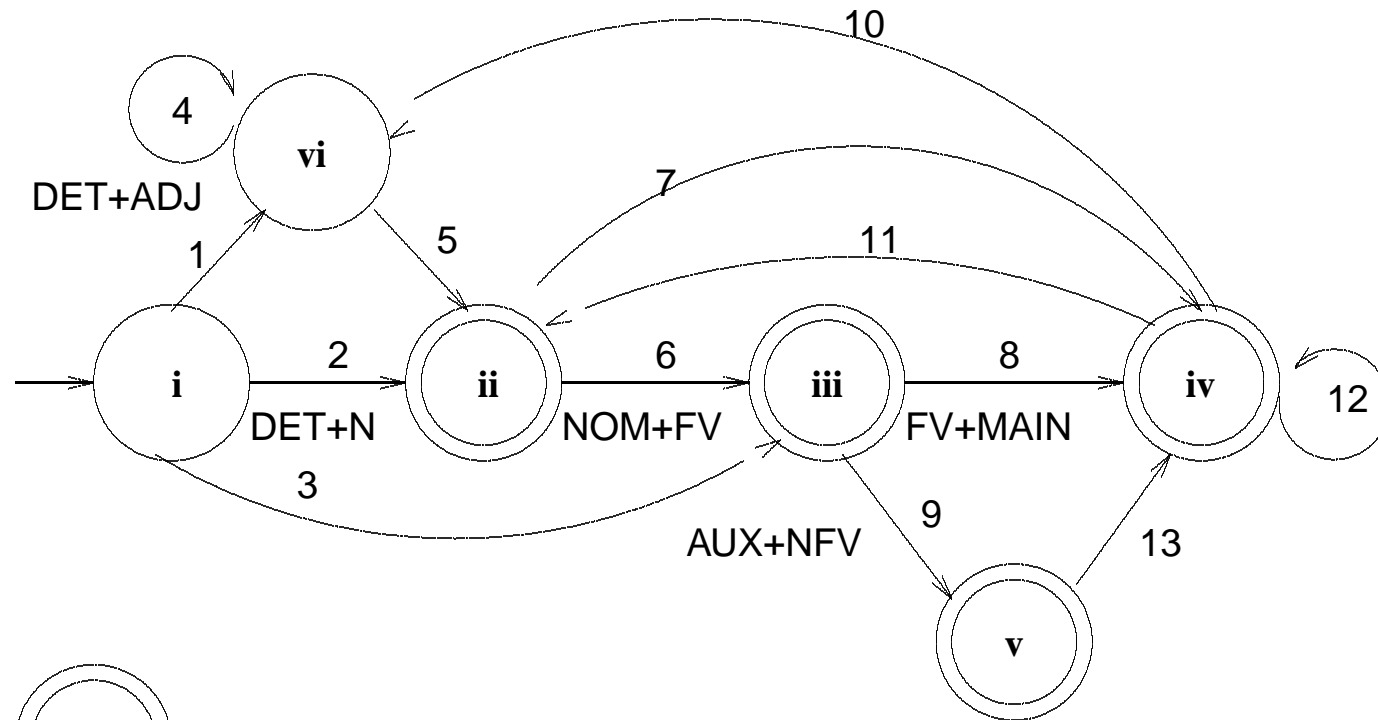 10
4
vi
7
DET+ADJ
1
5
11
2
6
8
i
ii
iii
iv
12
DET+N
NOM+FV
FV+MAIN
3
9
AUX+NFV
13
v